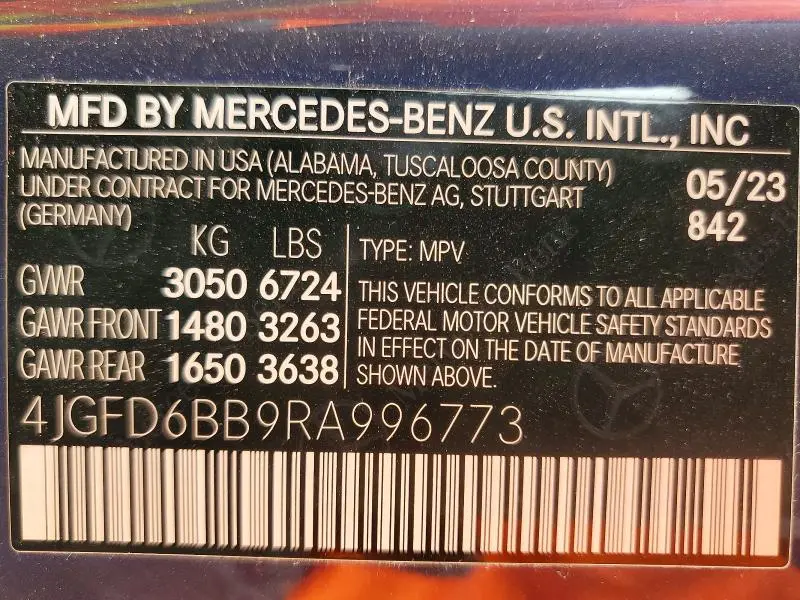 MFD BY MERCEDES-BENZ U.S. INTL., INC
MANUFACTURED IN USA (ALABAMA, TUSCALOOSA COUNTY)
UNDER CONTRACT FOR MERCEDES-BENZ AG, STUTTGART
(GERMANY)
05/23
842
KG LBS
GVWR 3050 6724
GAWR FRONT 1480 3263
GAWR REAR 1650 3638
TYPE: MPV
THIS VEHICLE CONFORMS TO ALL APPLICABLE
FEDERAL MOTOR VEHICLE SAFETY STANDARDS
IN EFFECT ON THE DATE OF MANUFACTURE
SHOWN ABOVE.
4JGFD6BB9RA996773